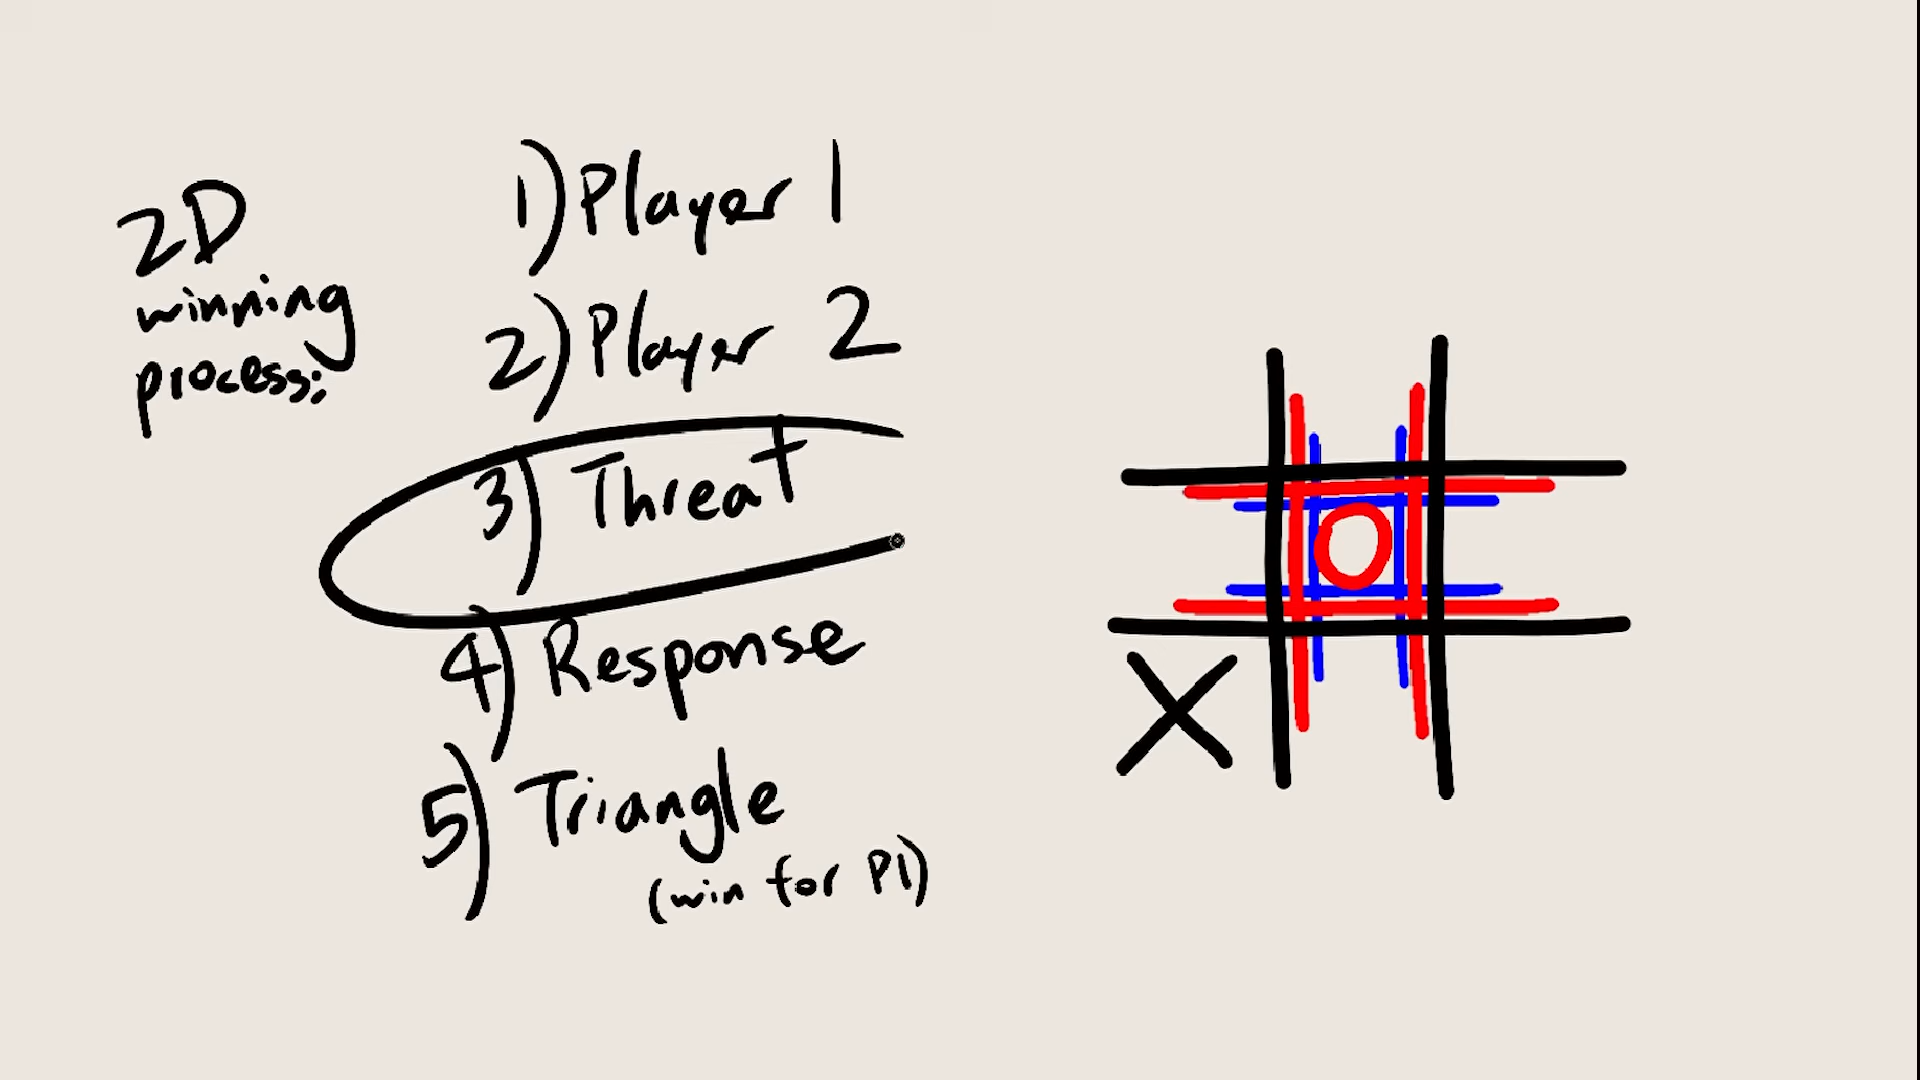 2D
winning
process:
1) Player 1
2) Player 2
3) Threat
4) Response
5) Triangle
(win for P1)
O
X